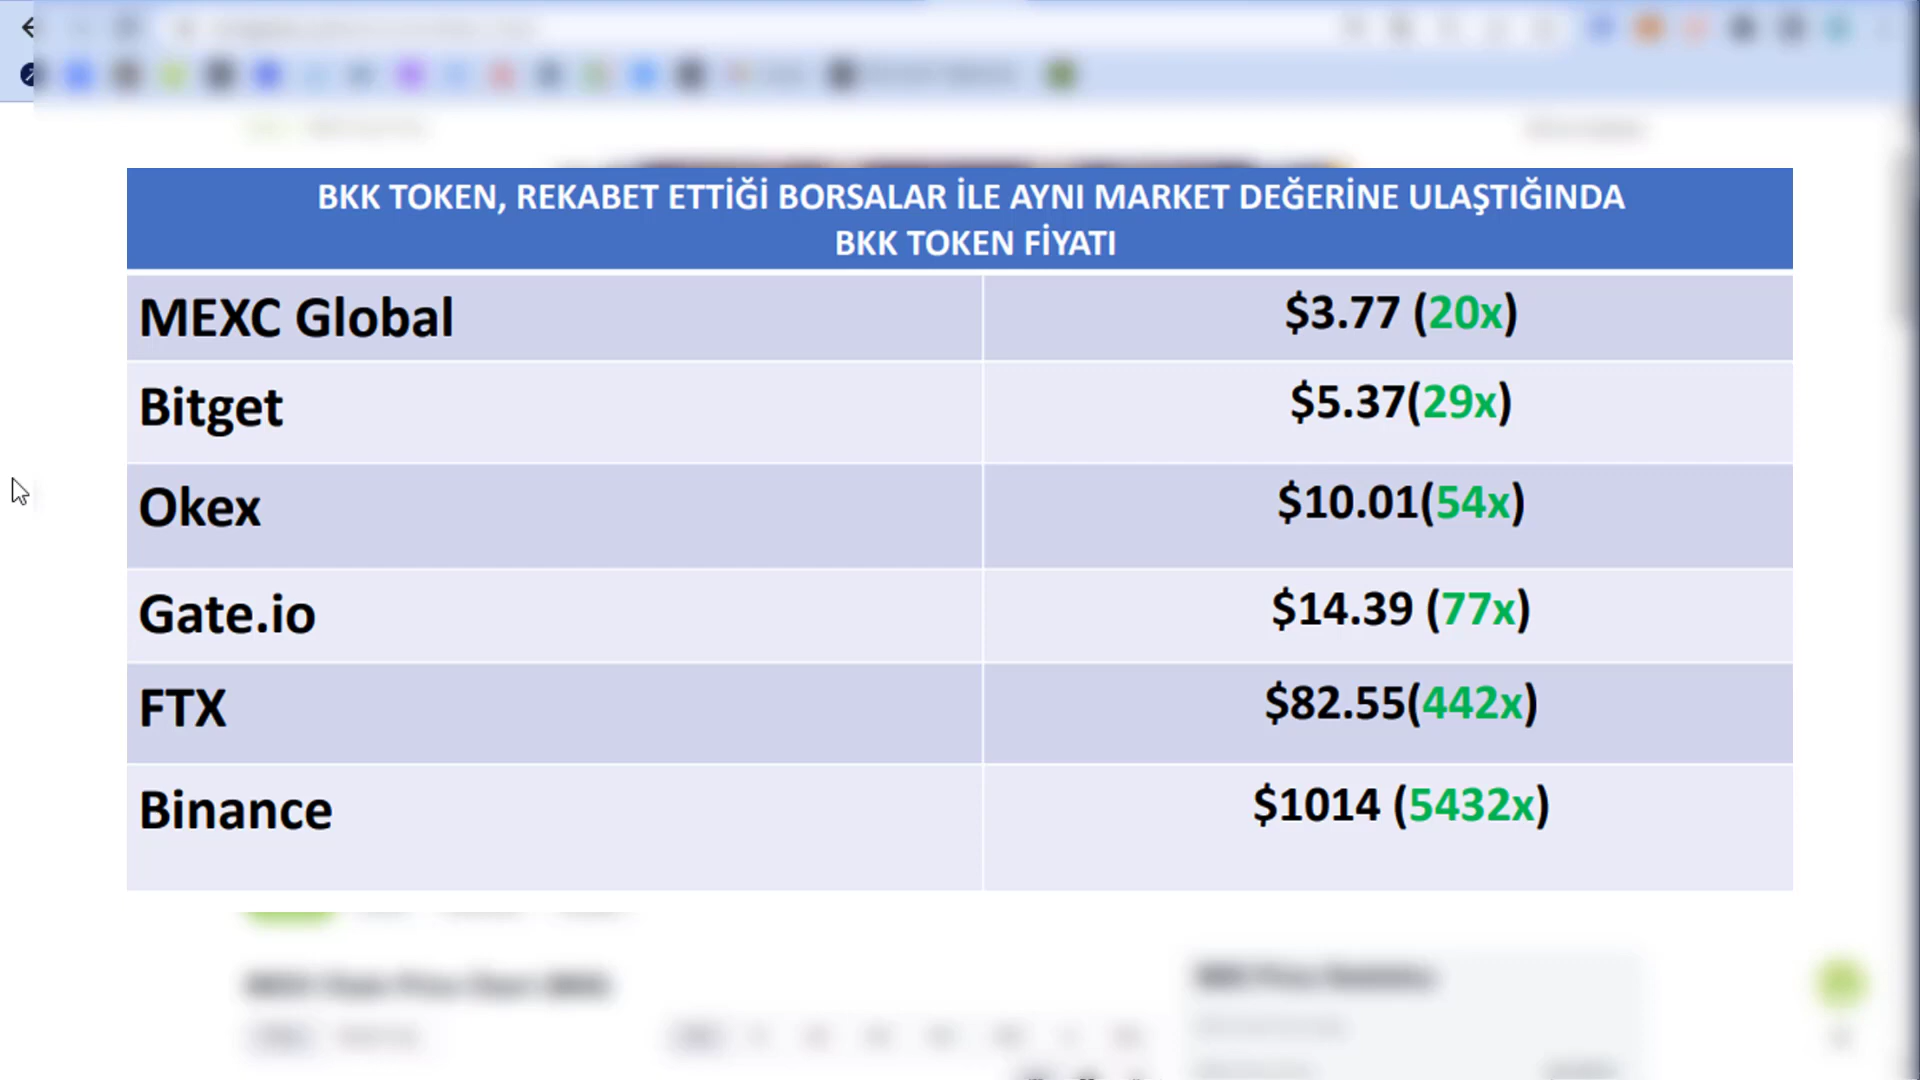 BKK TOKEN, REKABET ETTİĞİ BORSALAR İLE AYNI MARKET DEĞERİNE ULAŞTIĞINDA
BKK TOKEN FİYATI
MEXC Global $3.77 (20x)
Bitget $5.37(29x)
Okex $10.01(54x)
Gate.io $14.39 (77x)
FTX $82.55(442x)
Binance $1014 (5432x)